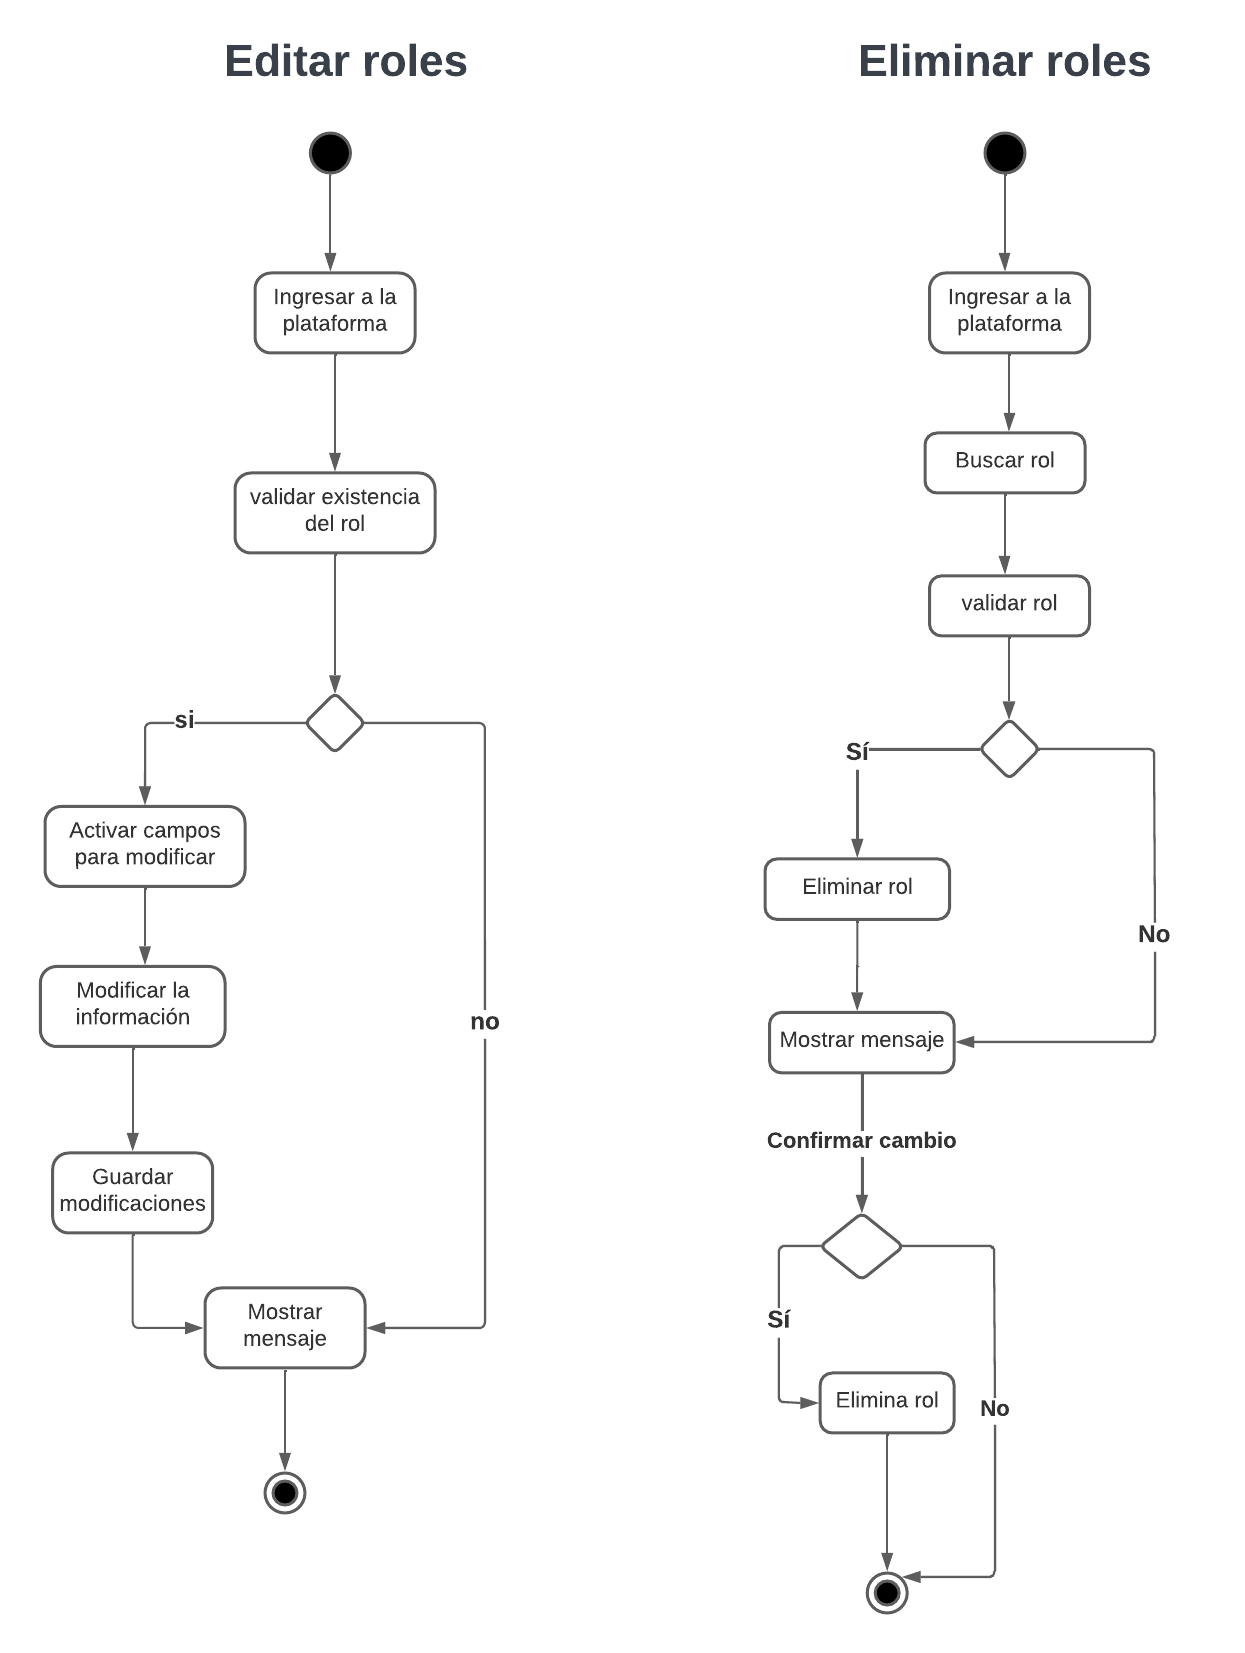 Editar roles
Ingresar a la
plataforma
validar existencia
del rol
si
Activar campos
para modificar
Modificar la
información
no
Guardar
modificaciones
Mostrar
mensaje
Eliminar roles
Ingresar a la
plataforma
Buscar rol
validar rol
Sí
Eliminar rol
No
Mostrar mensaje
Confirmar cambio
Sí
Elimina rol
No